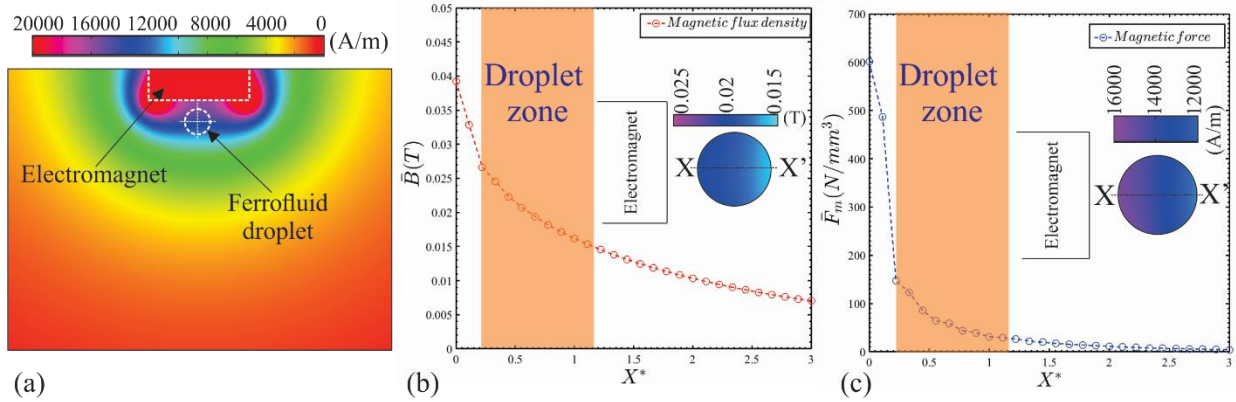 20000 16000 12000 8000 4000 0
(A/m)
Electromagnet
Ferrofluid
droplet
(a)
0.05
0.045
0.04
0.035
0.03
0.025
0.02
0.015
0.01
0.005
0
B̄(T)
0 0.5 1 1.5 2 2.5 3
X*
Magnetic flux density
Droplet
zone
Electromagnet
0.025 0.02 0.015
(T)
X X'
(b)
700
600
500
400
300
200
100
0
F̄m(N/mm³)
0 0.5 1 1.5 2 2.5 3
X*
Magnetic force
Droplet
zone
Electromagnet
16000 14000 12000
(A/m)
X X'
(c)